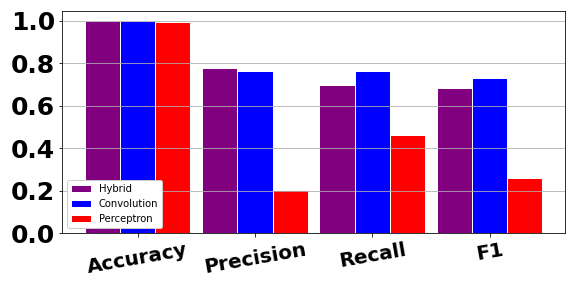 1.0
0.8
0.6
0.4
0.2
0.0
Hybrid
Convolution
Perceptron
Accuracy
Precision
Recall
F1